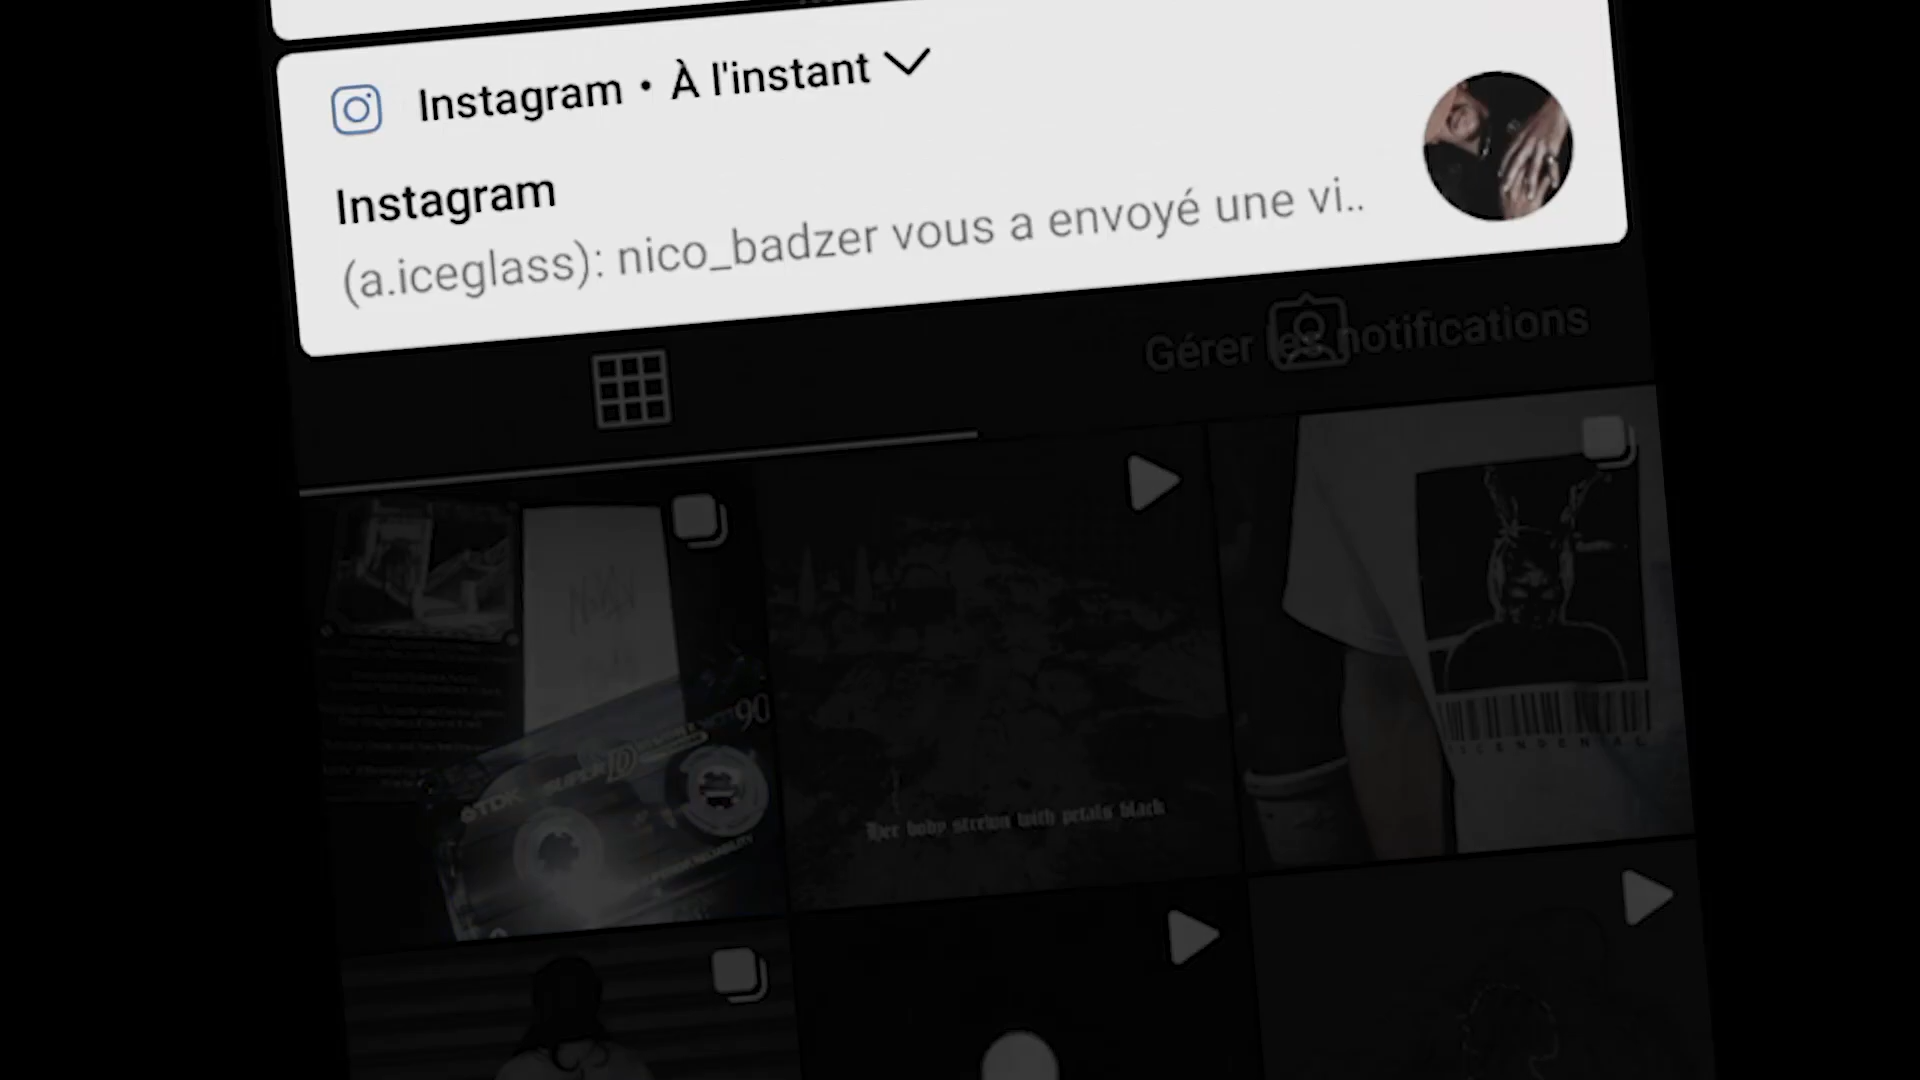 Instagram • À l'instant
Instagram
(a.iceglass): nico_badzer vous a envoyé une vi..
Gérer les notifications
90
TDK SUPER
Her body strewn with petals black